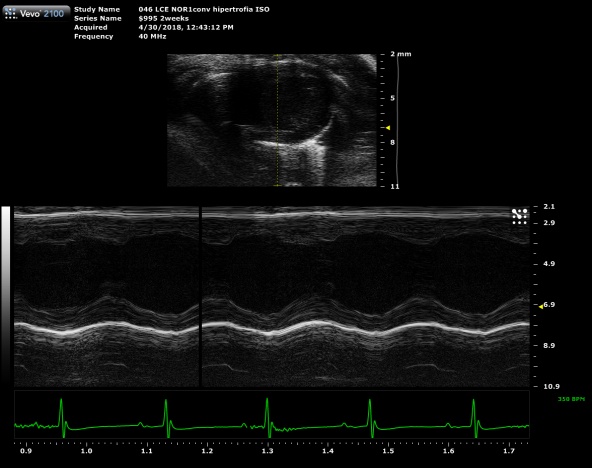 Vevo 2100
Study Name 046 LCE NOR1conv hipertrofia ISO
Series Name S995 2weeks
Acquired 4/30/2018, 12:43:12 PM
Frequency 40 MHz
2 mm
5
8
11
2.1
2.9
4.9
6.9
8.9
10.9
350 BPM
0.9 1.0 1.1 1.2 1.3 1.4 1.5 1.6 1.7